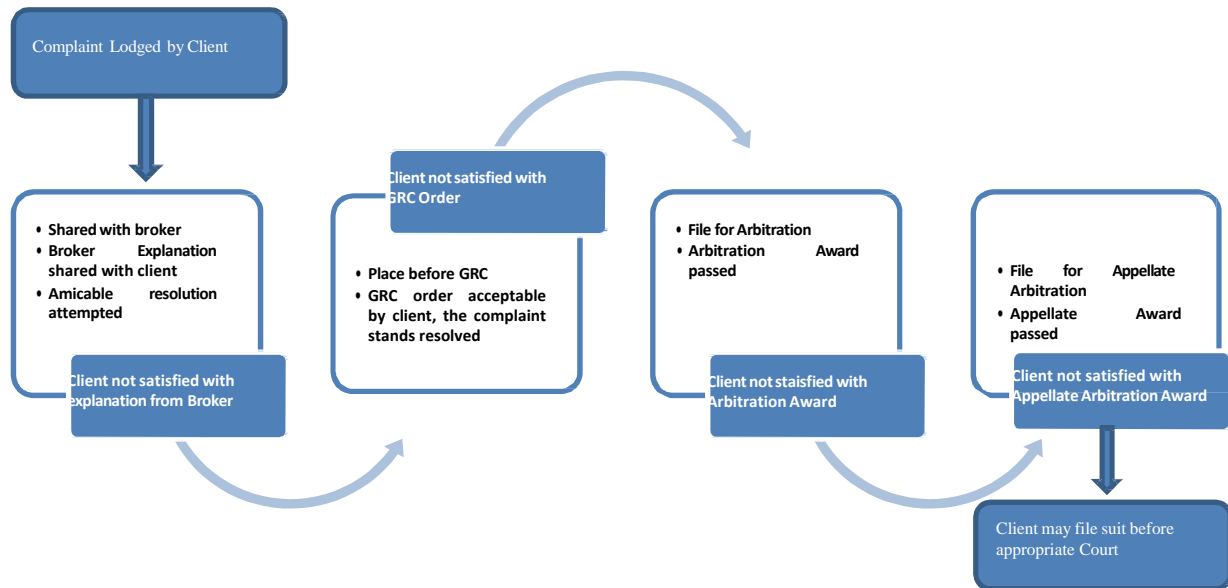 Complaint Lodged by Client
• Shared with broker
• Broker Explanation
shared with client
• Amicable resolution
attempted
Client not satisfied with
explanation from Broker
Client not satisfied with
GRC Order
• Place before GRC
• GRC order acceptable
by client, the complaint
stands resolved
• File for Arbitration
• Arbitration Award
passed
Client not staisfied with
Arbitration Award
• File for Appellate
Arbitration
• Appellate Award
passed
Client not satisfied with
Appellate Arbitration Award
Client may file suit before
appropriate Court